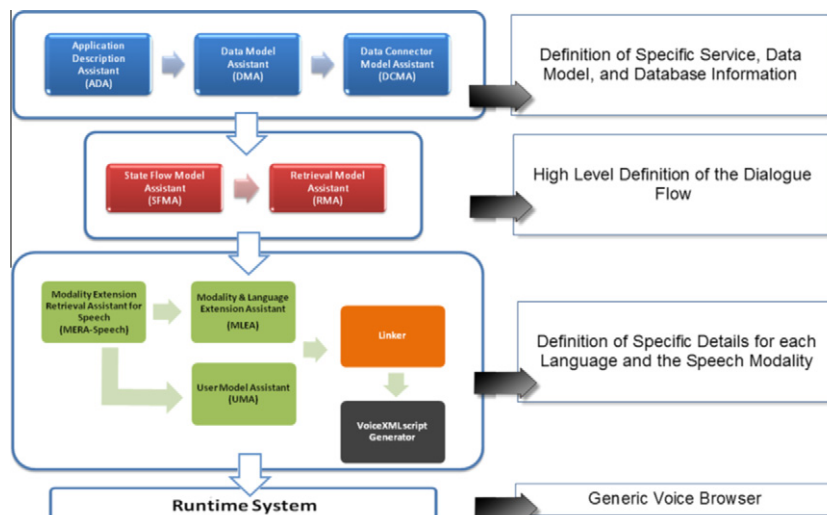 Application
Description
Assistant
(ADA)
Data Model
Assistant
(DMA)
Data Connector
Model Assistant
(DCMA)
Definition of Specific Service, Data
Model, and Database Information
State Flow Model
Assistant
(SFMA)
Retrieval Model
Assistant
(RMA)
High Level Definition of the Dialogue
Flow
Modality Extension
Retrieval Assistant for
Speech
(MERA-Speech)
Modality & Language
Extension Assistant
(MLEA)
User Model Assistant
(UMA)
Linker
VoiceXMLscript
Generator
Definition of Specific Details for each
Language and the Speech Modality
Runtime System
Generic Voice Browser